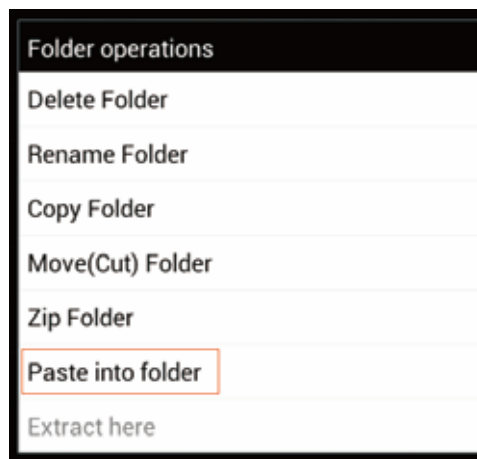 Folder operations
Delete Folder
Rename Folder
Copy Folder
Move(Cut) Folder
Zip Folder
Paste into folder
Extract here